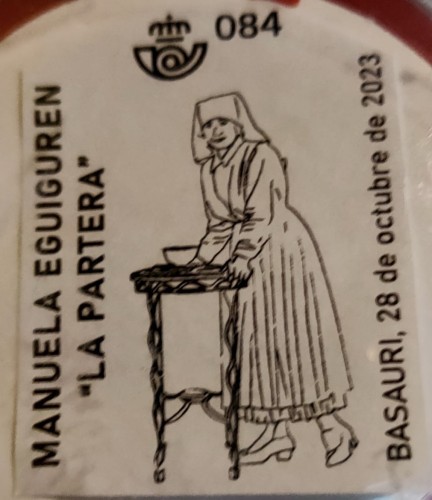 084
MANUELA EGUIGUREN
"LA PARTERA"
BASAURI, 28 de octubre de 2023